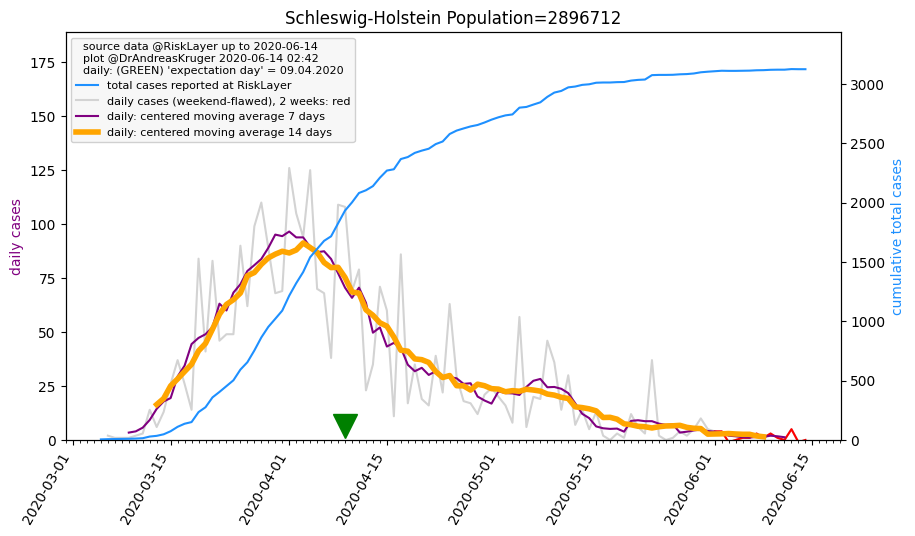 Schleswig-Holstein Population=2896712
source data @RiskLayer up to 2020-06-14
plot @DrAndreasKruger 2020-06-14 02:42
daily: (GREEN) 'expectation day' = 09.04.2020
total cases reported at RiskLayer
daily cases (weekend-flawed), 2 weeks: red
daily: centered moving average 7 days
daily: centered moving average 14 days
daily cases
175
150
125
100
75
50
25
0
cumulative total cases
3000
2500
2000
1500
1000
500
0
2020-03-01
2020-03-15
2020-04-01
2020-04-15
2020-05-01
2020-05-15
2020-06-01
2020-06-15